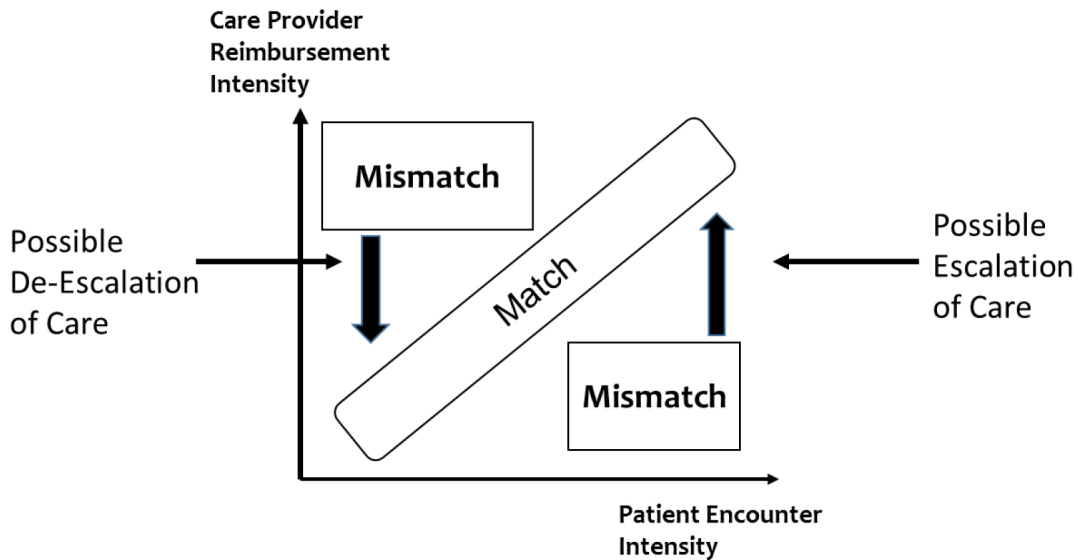 Care Provider
Reimbursement
Intensity
Mismatch
Possible
De-Escalation
of Care
Match
Possible
Escalation
of Care
Mismatch
Patient Encounter
Intensity